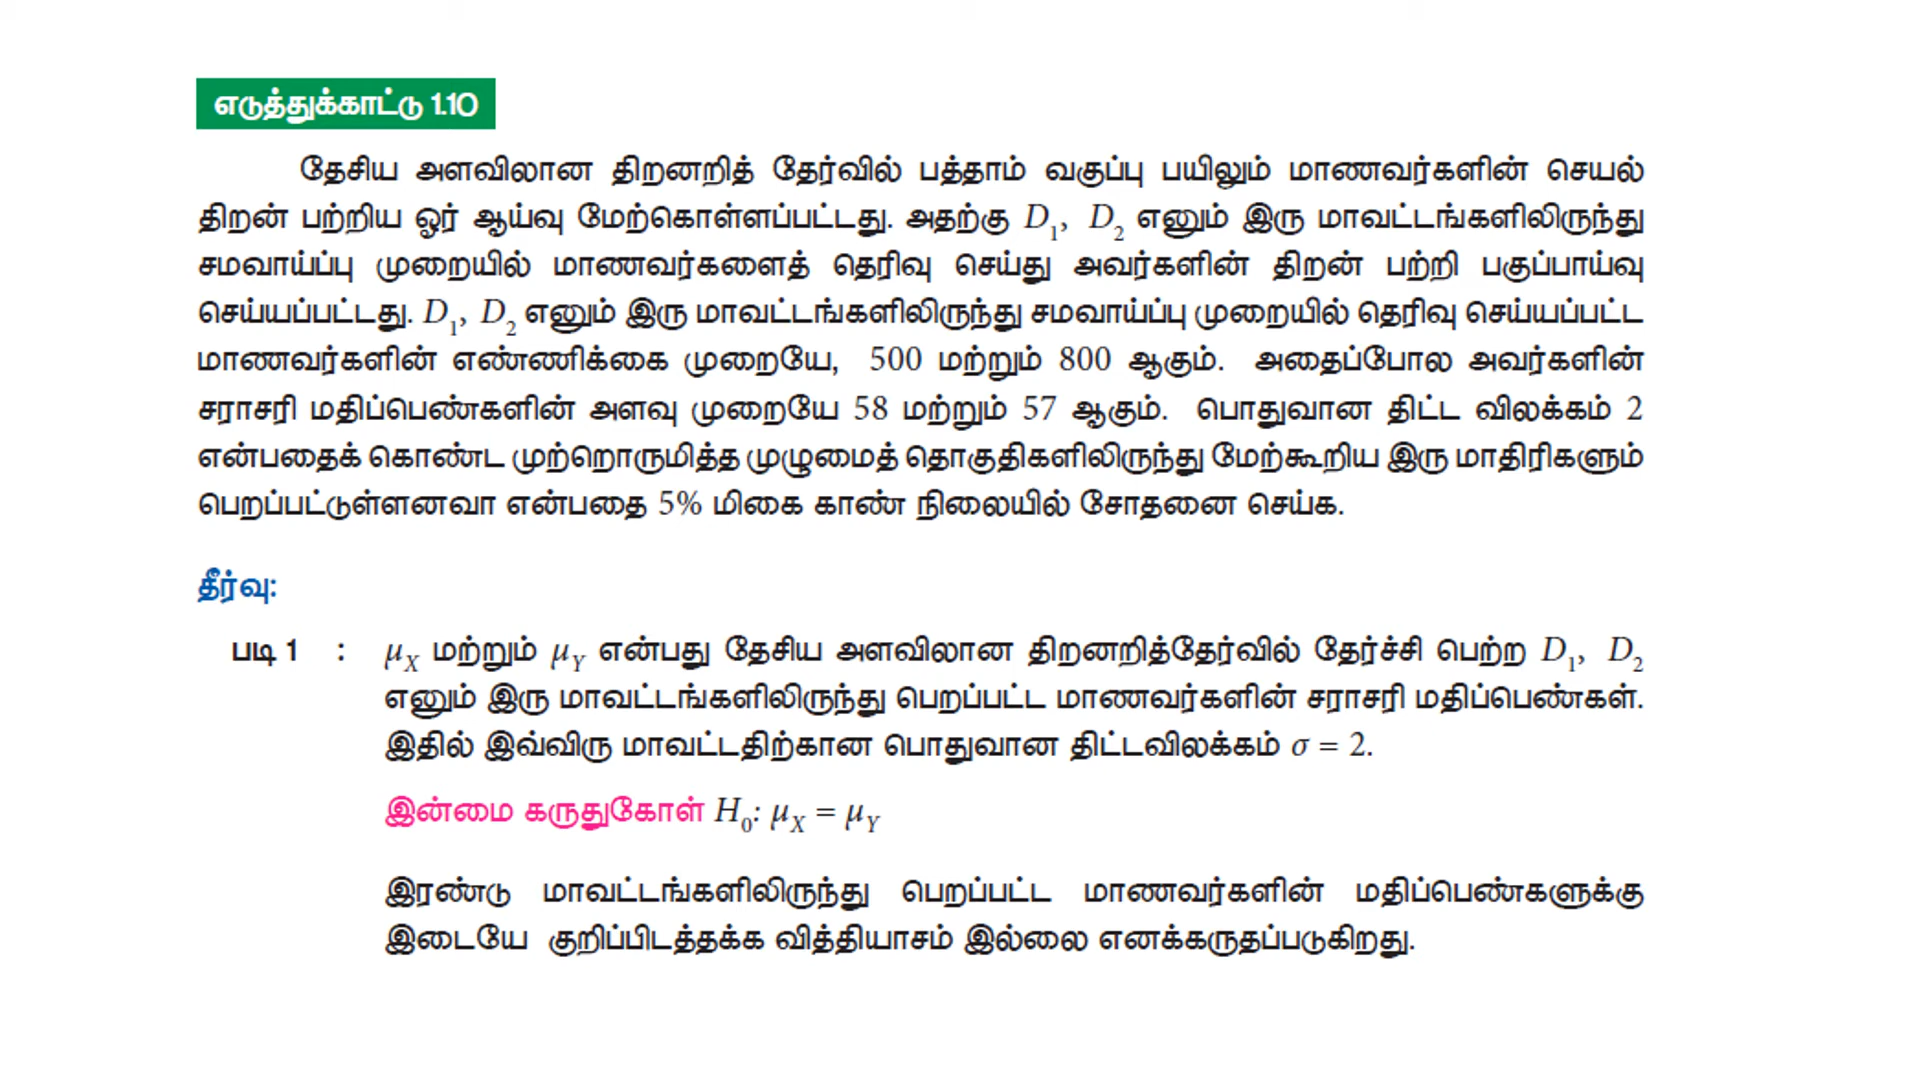 எடுத்துக்காட்டு 1.10
தேசிய அளவிலான திறனறித் தேர்வில் பத்தாம் வகுப்பு பயிலும் மாணவர்களின் செயல்
திறன் பற்றிய ஓர் ஆய்வு மேற்கொள்ளப்பட்டது. அதற்கு D₁, D₂ எனும் இரு மாவட்டங்களிலிருந்து
சமவாய்ப்பு முறையில் மாணவர்களைத் தெரிவு செய்து அவர்களின் திறன் பற்றி பகுப்பாய்வு
செய்யப்பட்டது. D₁, D₂ எனும் இரு மாவட்டங்களிலிருந்து சமவாய்ப்பு முறையில் தெரிவு செய்யப்பட்ட
மாணவர்களின் எண்ணிக்கை முறையே, 500 மற்றும் 800 ஆகும். அதைப்போல அவர்களின்
சராசரி மதிப்பெண்களின் அளவு முறையே 58 மற்றும் 57 ஆகும். பொதுவான திட்ட விலக்கம் 2
என்பதைக் கொண்ட முற்றொருமித்த முழுமைத் தொகுதிகளிலிருந்து மேற்கூறிய இரு மாதிரிகளும்
பெறப்பட்டுள்ளனவா என்பதை 5% மிகை காண் நிலையில் சோதனை செய்க.
தீர்வு:
படி 1 : μX மற்றும் μY என்பது தேசிய அளவிலான திறனறித்தேர்வில் தேர்ச்சி பெற்ற D₁, D₂
எனும் இரு மாவட்டங்களிலிருந்து பெறப்பட்ட மாணவர்களின் சராசரி மதிப்பெண்கள்.
இதில் இவ்விரு மாவட்டதிற்கான பொதுவான திட்டவிலக்கம் σ = 2.
இன்மை கருதுகோள் H₀: μX = μY
இரண்டு மாவட்டங்களிலிருந்து பெறப்பட்ட மாணவர்களின் மதிப்பெண்களுக்கு
இடையே குறிப்பிடத்தக்க வித்தியாசம் இல்லை எனக்கருதப்படுகிறது.